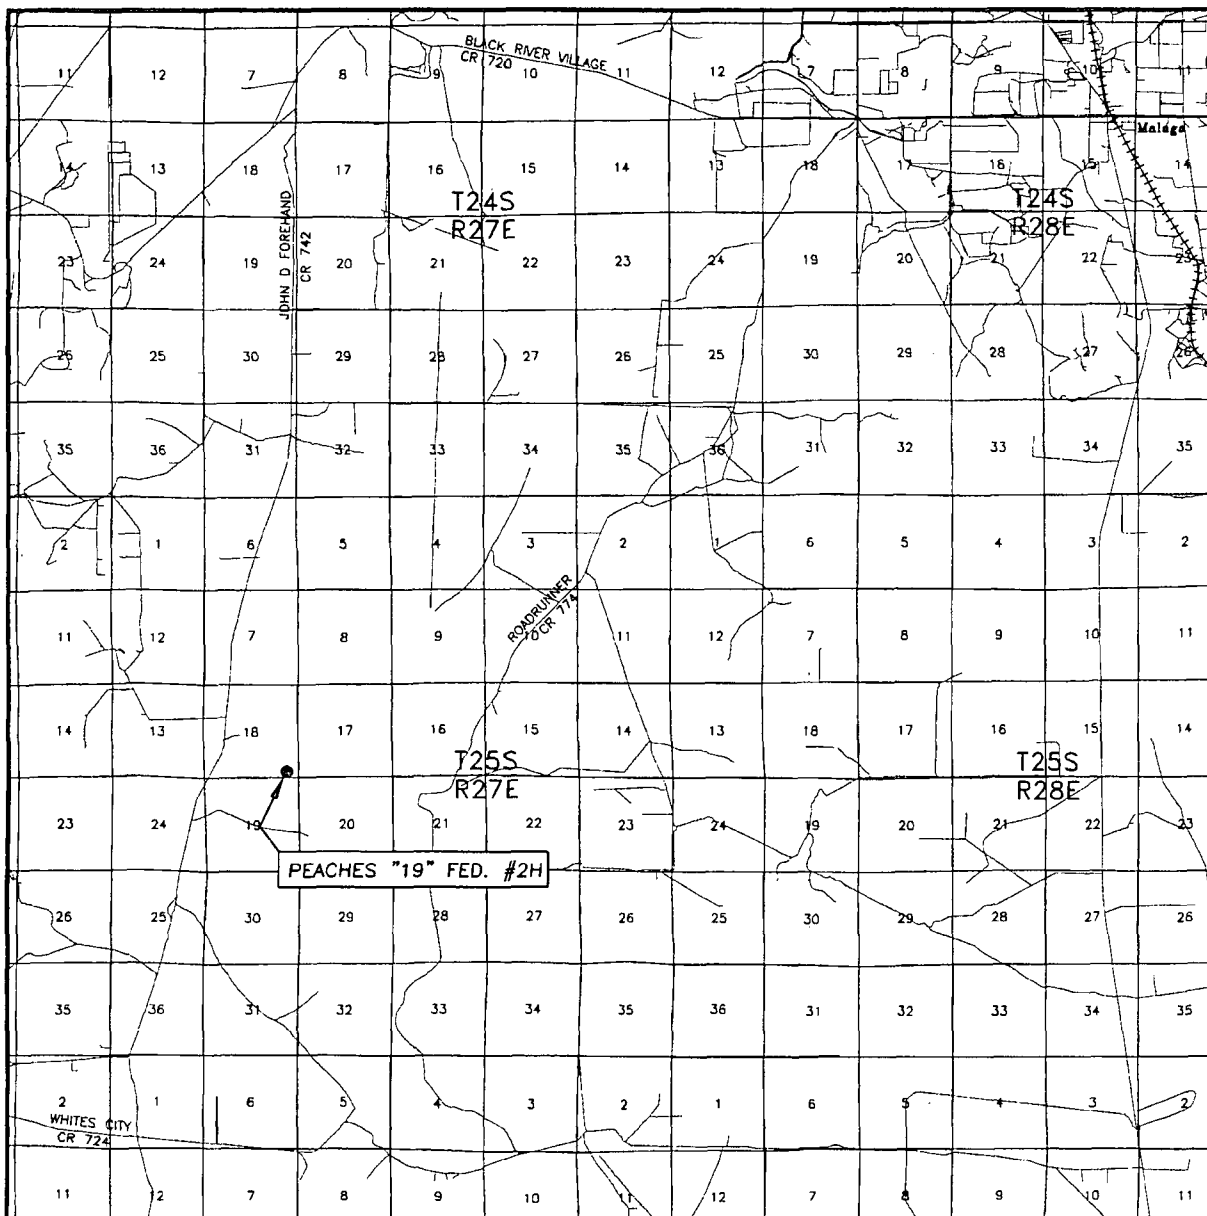 BLACK RIVER VILLAGE
CR 720
11 12 7 8 9 10 11 12 7 8 9 10 11
Malaga
14 13 18 17 16 15 14 13 18 17 16 15 14
T24S
R27E
T24S
R28E
JOHN D FOREHAND
CR 742
23 24 19 20 21 22 23 24 19 20 21 22 23
26 25 30 29 28 27 26 25 30 29 28 27 26
35 36 31 32 33 34 35 36 31 32 33 34 35
2 1 6 5 4 3 2 1 6 5 4 3 2
ROADRUNNER
CR 774
11 12 7 8 9 10 11 12 7 8 9 10 11
14 13 18 17 16 15 14 13 18 17 16 15 14
T25S
R27E
T25S
R28E
23 24 19 20 21 22 23 24 19 20 21 22 23
PEACHES "19" FED. #2H
26 25 30 29 28 27 26 25 30 29 28 27 26
35 36 31 32 33 34 35 36 31 32 33 34 35
2 1 6 5 4 3 2 1 6 5 4 3 2
WHITES CITY
CR 724
11 12 7 8 9 10 11 12 7 8 9 10 11